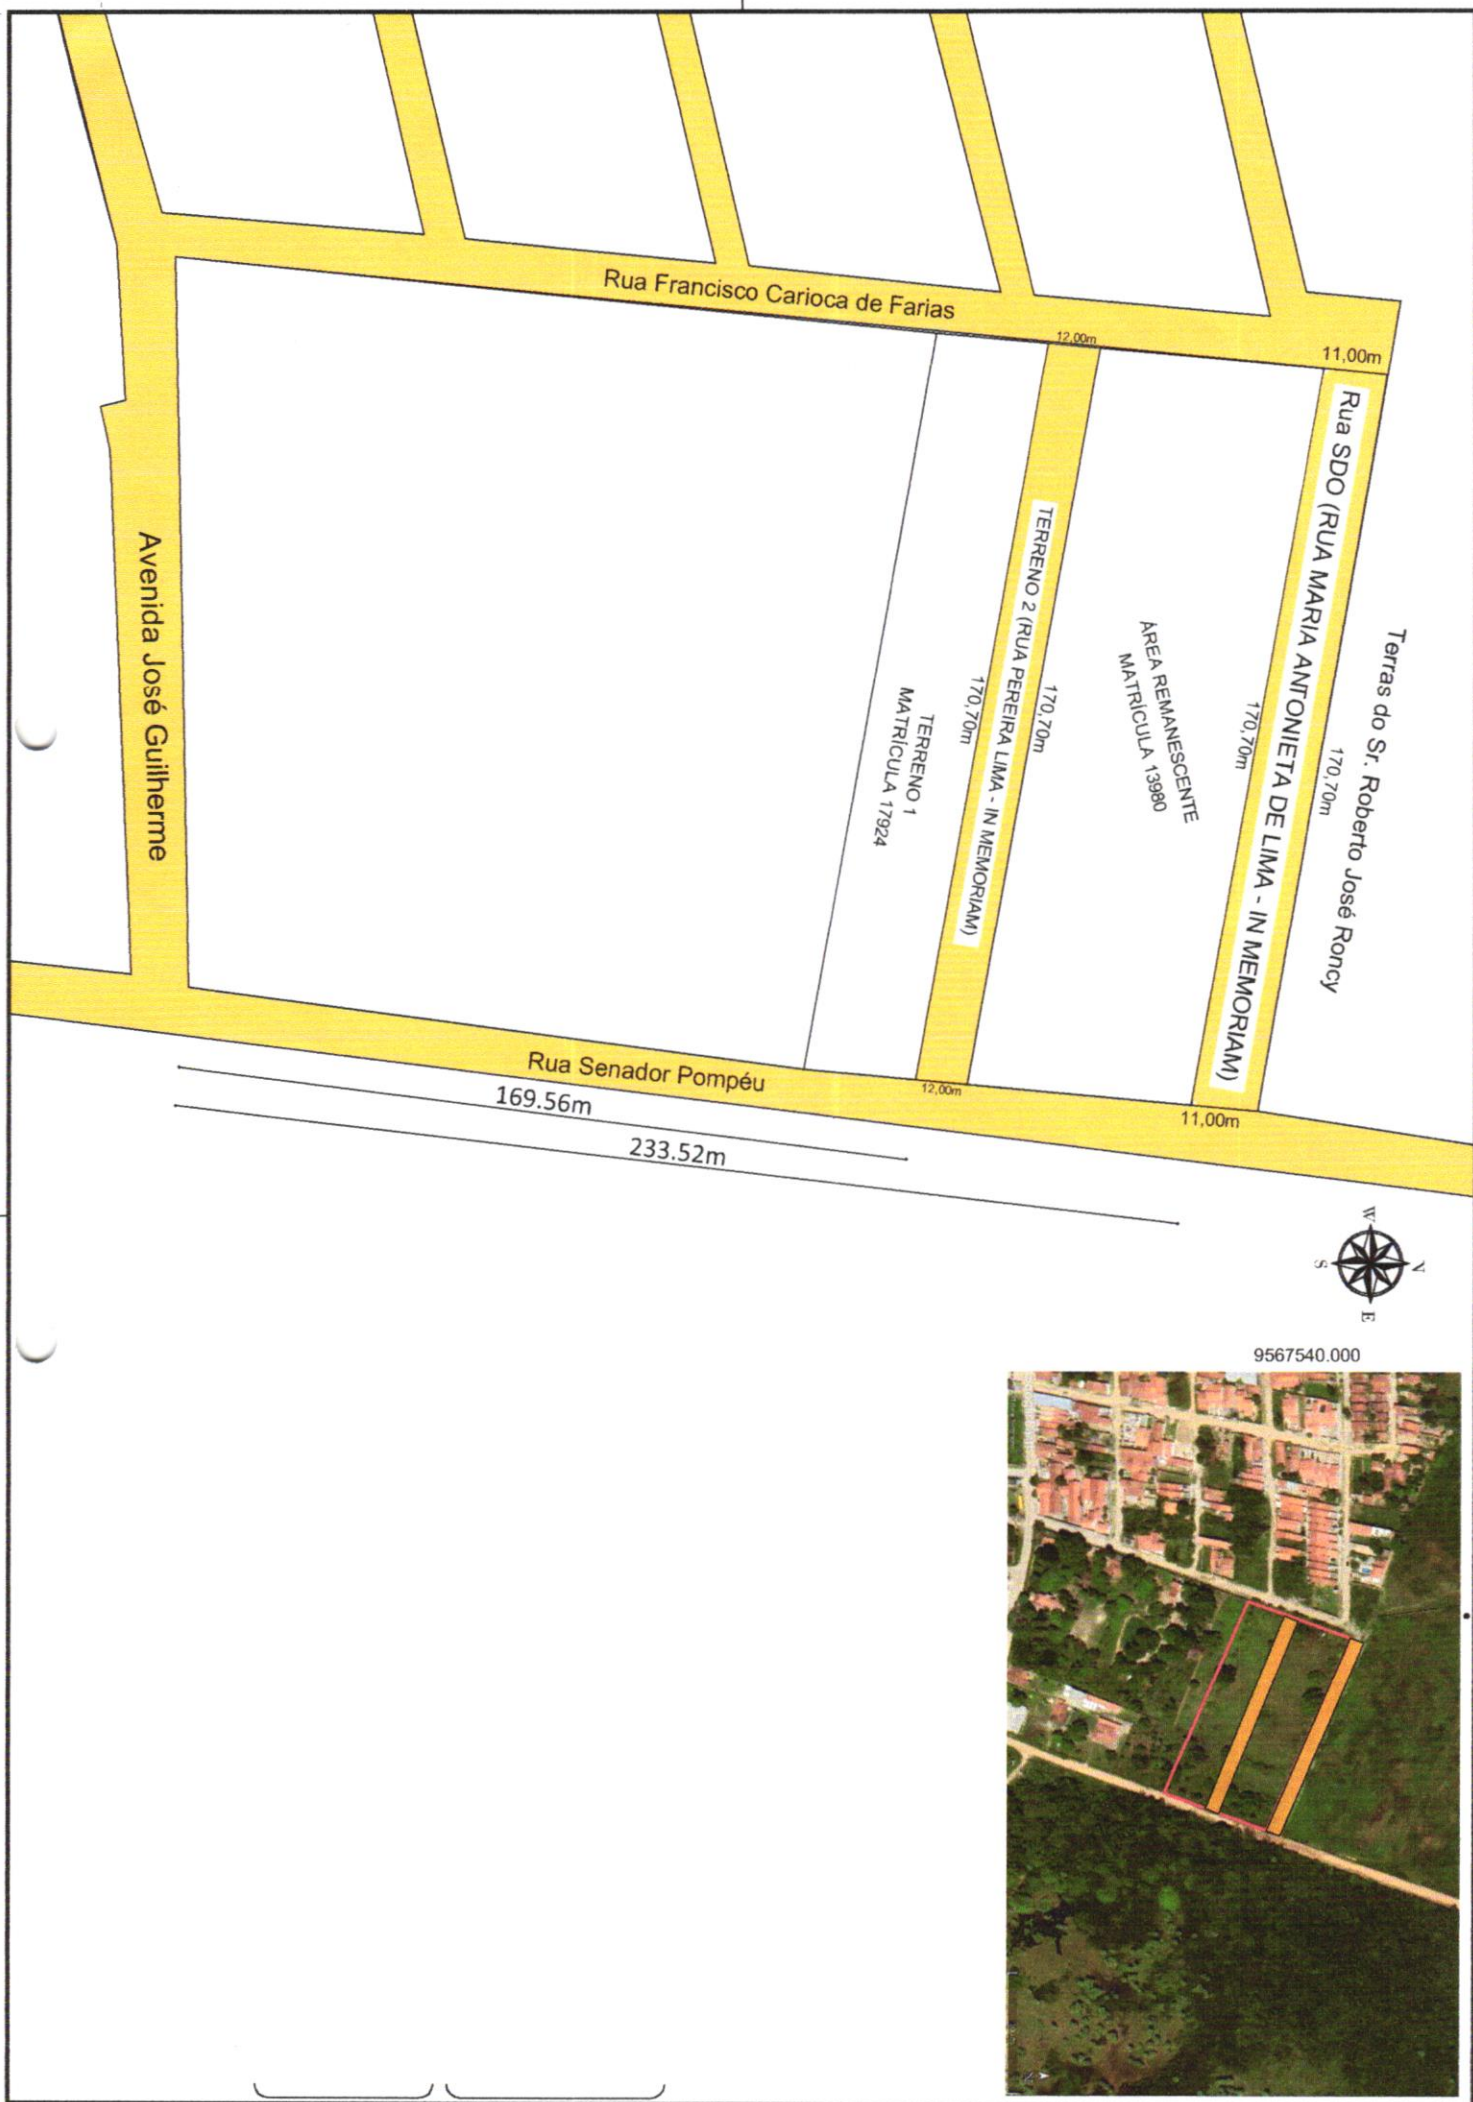 Rua Francisco Carioca de Farias
12,00m
11,00m
Rua SDO (RUA MARIA ANTONIETA DE LIMA - IN MEMORIAM)
Terras do Sr. Roberto José Roncy
170,70m
170,70m
ÁREA REMANESCENTE
MATRÍCULA 13980
170,70m
TERRENO 2 (RUA PEREIRA LIMA - IN MEMORIAM)
170,70m
TERRENO 1
MATRÍCULA 17924
Avenida José Guilherme
Rua Senador Pompéu
12,00m
11,00m
169.56m
233.52m
W
N
S
E
9567540.000